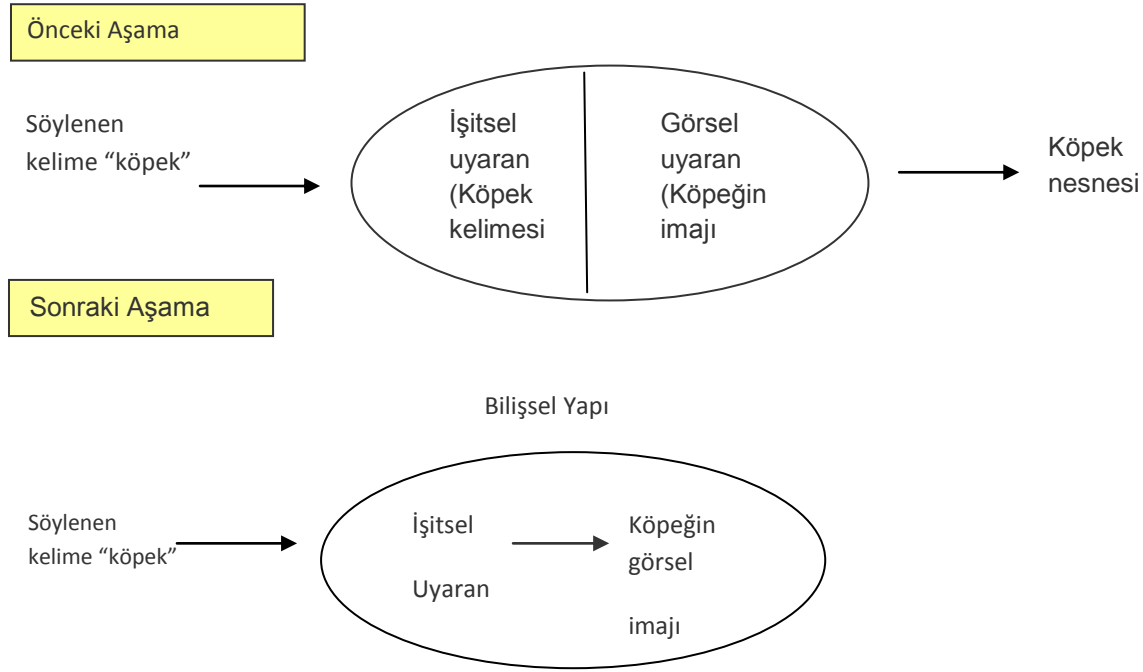 Önceki Aşama
Söylenen
kelime “köpek”
İşitsel
uyaran
(Köpek
kelimesi
Görsel
uyaran
(Köpeğin
imajı
Köpek
nesnesi
Sonraki Aşama
Bilişsel Yapı
Söylenen
kelime “köpek”
İşitsel
Uyaran
Köpeğin
görsel
imajı